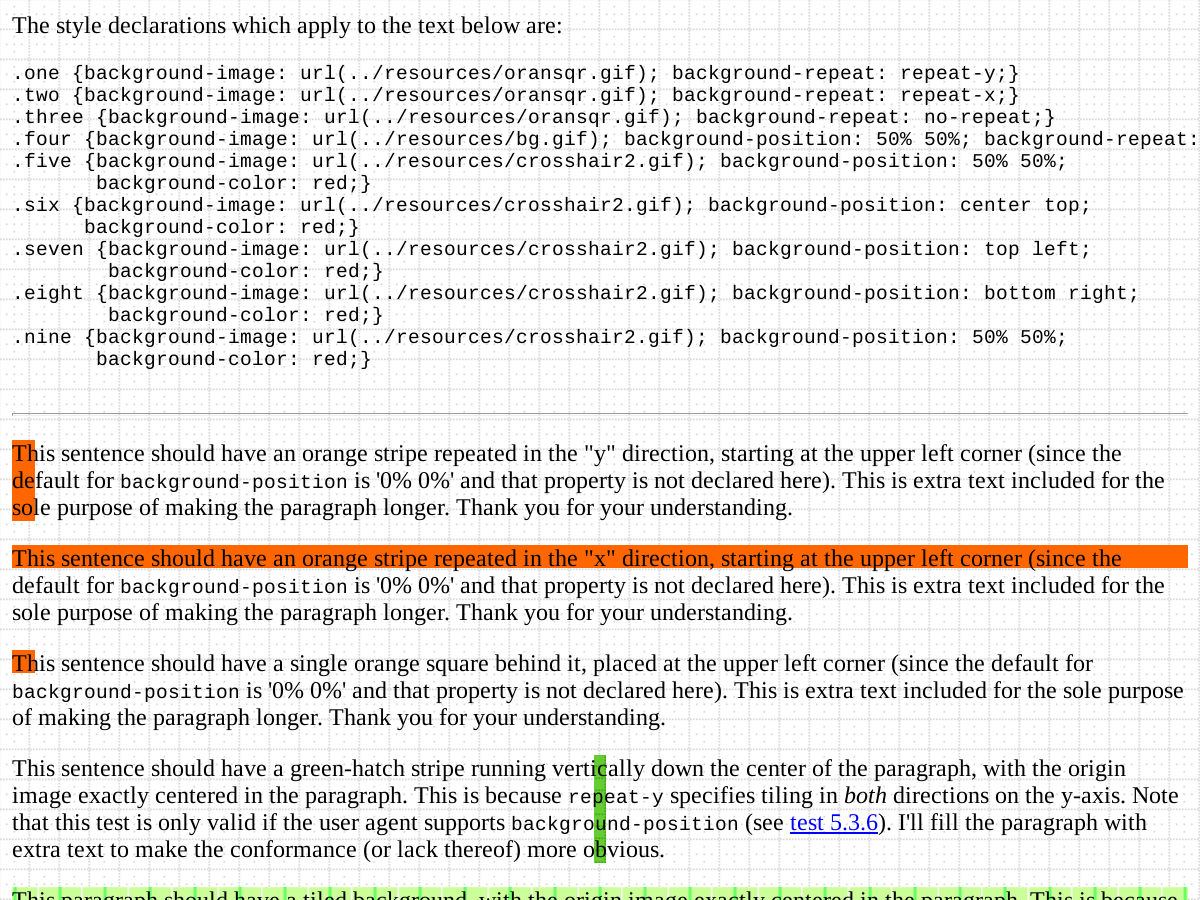 The style declarations which apply to the text below are:
.one {background-image: url(../resources/oransqr.gif); background-repeat: repeat-y;}
.two {background-image: url(../resources/oransqr.gif); background-repeat: repeat-x;}
.three {background-image: url(../resources/oransqr.gif); background-repeat: no-repeat;}
.four {background-image: url(../resources/bg.gif); background-position: 50% 50%; background-repeat:
.five {background-image: url(../resources/crosshair2.gif); background-position: 50% 50%;
background-color: red;}
.six {background-image: url(../resources/crosshair2.gif); background-position: center top;
background-color: red;}
.seven {background-image: url(../resources/crosshair2.gif); background-position: top left;
background-color: red;}
.eight {background-image: url(../resources/crosshair2.gif); background-position: bottom right;
background-color: red;}
.nine {background-image: url(../resources/crosshair2.gif); background-position: 50% 50%;
background-color: red;}
This sentence should have an orange stripe repeated in the "y" direction, starting at the upper left corner (since the
default for background-position is '0% 0%' and that property is not declared here). This is extra text included for the
sole purpose of making the paragraph longer. Thank you for your understanding.
This sentence should have an orange stripe repeated in the "x" direction, starting at the upper left corner (since the
default for background-position is '0% 0%' and that property is not declared here). This is extra text included for the
sole purpose of making the paragraph longer. Thank you for your understanding.
This sentence should have a single orange square behind it, placed at the upper left corner (since the default for
background-position is '0% 0%' and that property is not declared here). This is extra text included for the sole purpose
of making the paragraph longer. Thank you for your understanding.
This sentence should have a green-hatch stripe running vertically down the center of the paragraph, with the origin
image exactly centered in the paragraph. This is because repeat-y specifies tiling in both directions on the y-axis. Note
that this test is only valid if the user agent supports background-position (see test 5.3.6). I'll fill the paragraph with
extra text to make the conformance (or lack thereof) more obvious.
This paragraph should have a tiled background, with the origin image exactly centered in the paragraph. This is because